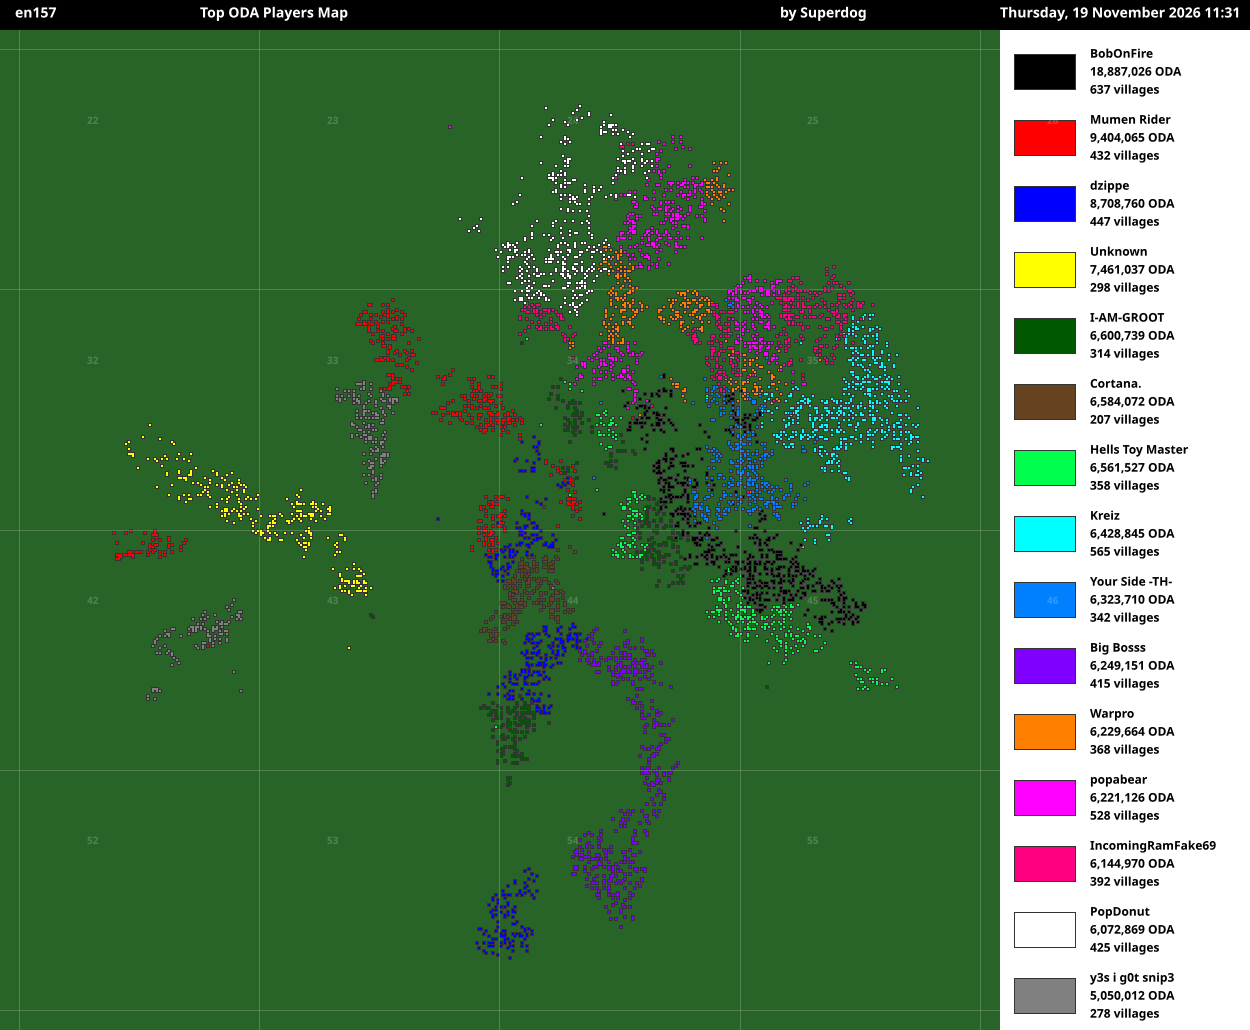 en157 Top ODA Players Map by Superdog Thursday, 19 November 2026 11:31
BobOnFire
18,887,026 ODA
637 villages
Mumen Rider
9,404,065 ODA
432 villages
dzippe
8,708,760 ODA
447 villages
Unknown
7,461,037 ODA
298 villages
I-AM-GROOT
6,600,739 ODA
314 villages
Cortana.
6,584,072 ODA
207 villages
Hells Toy Master
6,561,527 ODA
358 villages
Kreiz
6,428,845 ODA
565 villages
Your Side -TH-
6,323,710 ODA
342 villages
Big Bosss
6,249,151 ODA
415 villages
Warpro
6,229,664 ODA
368 villages
popabear
6,221,126 ODA
528 villages
IncomingRamFake69
6,144,970 ODA
392 villages
PopDonut
6,072,869 ODA
425 villages
y3s i g0t snip3
5,050,012 ODA
278 villages
22 23 25
32 33 34 35
42 43 44 45 46
52 53 54 55